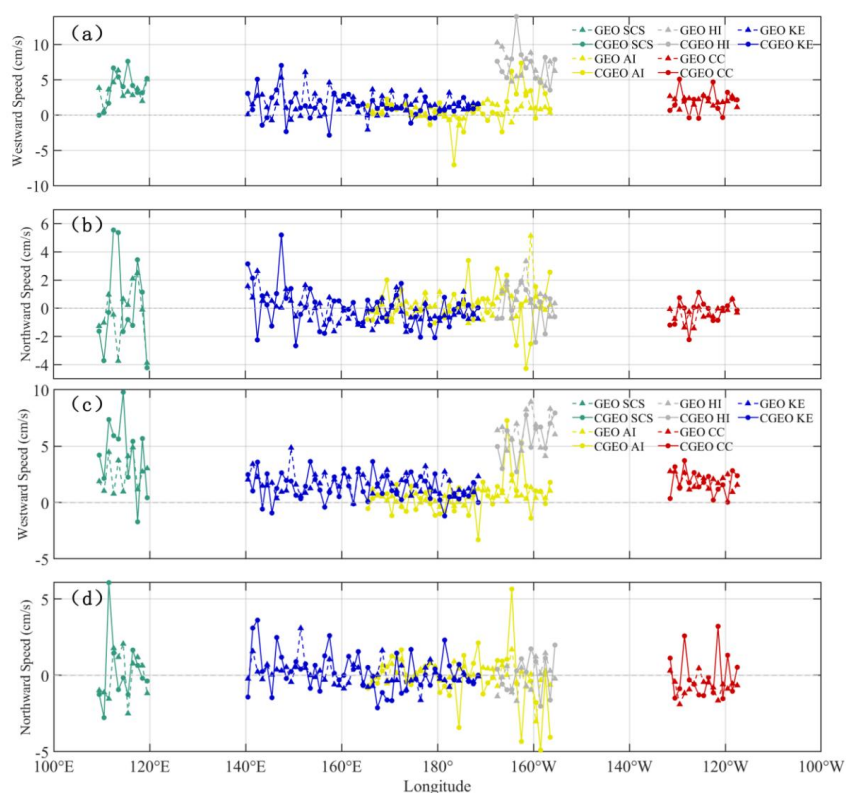 (a)
GEO SCS GEO HI GEO KE
CGEO SCS CGEO HI CGEO KE
GEO AI GEO CC
CGEO AI CGEO CC
Westward Speed (cm/s)
10
5
0
-5
-10
(b)
Northward Speed (cm/s)
6
4
2
0
-2
-4
(c)
GEO SCS GEO HI GEO KE
CGEO SCS CGEO HI CGEO KE
GEO AI GEO CC
CGEO AI CGEO CC
Westward Speed (cm/s)
10
5
0
-5
(d)
Northward Speed (cm/s)
5
0
-5
100°E 120°E 140°E 160°E 180° 160°W 140°W 120°W 100°W
Longitude